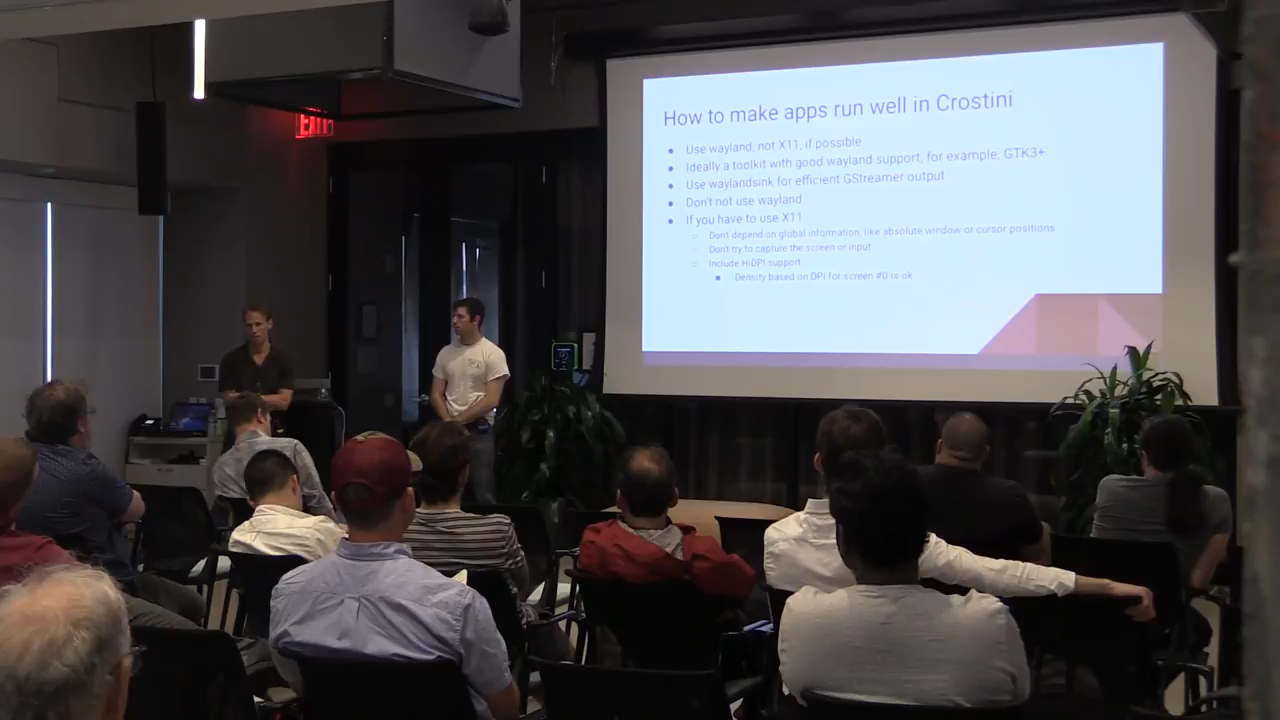 EXIT
How to make apps run well in Crostini
● Use wayland, not X11, if possible
● Ideally a toolkit with good wayland support, for example, GTK3+
● Use waylandsink for efficient GStreamer output
● Don't not use wayland
● If you have to use X11
○ Don't depend on global information, like absolute window or cursor positions
○ Don't try to capture the screen or input
○ Include HiDPI support
■ Density based on DPI for screen #0 is ok